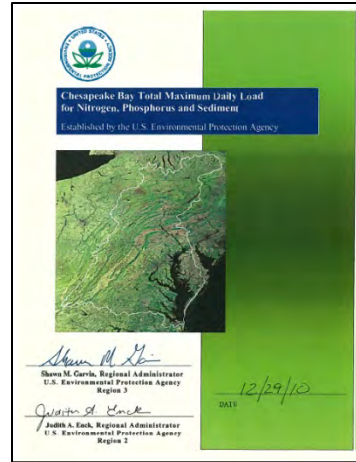 UNITED STATES
ENVIRONMENTAL PROTECTION AGENCY
Chesapeake Bay Total Maximum Daily Load
for Nitrogen, Phosphorus and Sediment
Established by the U.S. Environmental Protection Agency
Shawn M. Garvin, Regional Administrator
U.S. Environmental Protection Agency
Region 3
12/29/10
DATE
Judith A. Enck
Judith A. Enck, Regional Administrator
U.S. Environmental Protection Agency
Region 2